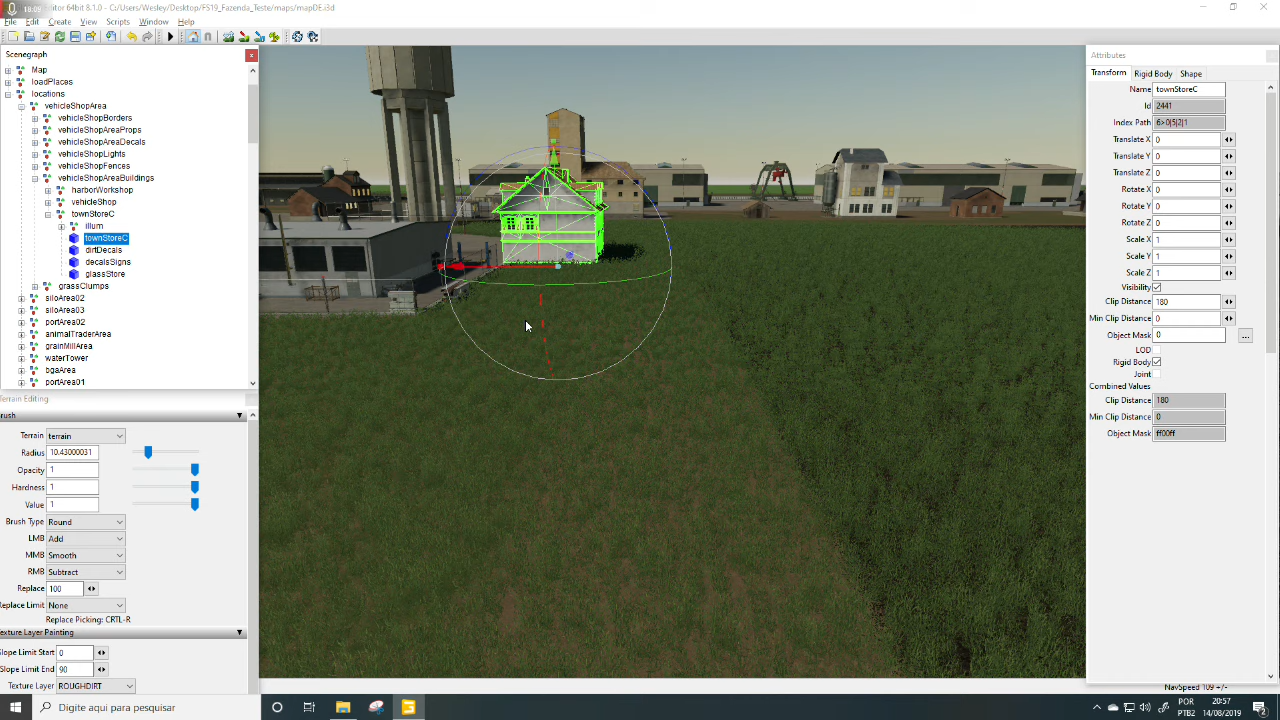 18:09
Editor 64bit 8.1.0 - C:/Users/Wesley/Desktop/FS19_Fazenda_Teste/maps/mapDE.i3d
File Edit Create View Scripts Window Help
Scenegraph
Map
loadPlaces
locations
vehicleShopArea
vehicleShopBorders
vehicleShopAreaProps
vehicleShopAreaDecals
vehicleShopLights
vehicleShopFences
vehicleShopAreaBuildings
harbonWorkshop
vehicleShop
townStoreC
illum
townStoreC
dirtDecals
decalsSigns
glassStore
grassClumps
siloArea02
siloArea03
portArea02
animalTraderArea
grainMillArea
waterTower
bgaArea
portArea01
Terrain Editing
Brush
Terrain terrain
Radius 10.43000031
Opacity 1
Hardness 1
Value 1
Brush Type Round
LMB Add
MMB Smooth
RMB Subtract
Replace 100
Replace Limit None
Replace Picking: CRTL-R
Texture Layer Painting
Slope Limit Start 0
Slope Limit End 90
Texture Layer ROUGHDIRT
Attributes
Transform Rigid Body Shape
Name townStoreC
Id 2441
Index Path 6>0|5|2|1
Translate X 0
Translate Y 0
Translate Z 0
Rotate X 0
Rotate Y 0
Rotate Z 0
Scale X 1
Scale Y 1
Scale Z 1
Visibility
Clip Distance 180
Min Clip Distance 0
Object Mask 0 ...
LOD
Rigid Body
Joint
Combined Values
Clip Distance 180
Min Clip Distance 0
Object Mask ff00ff
NavSpeed 109 +/-
Digite aqui para pesquisar
POR
PTB2
20:57
14/08/2019
2